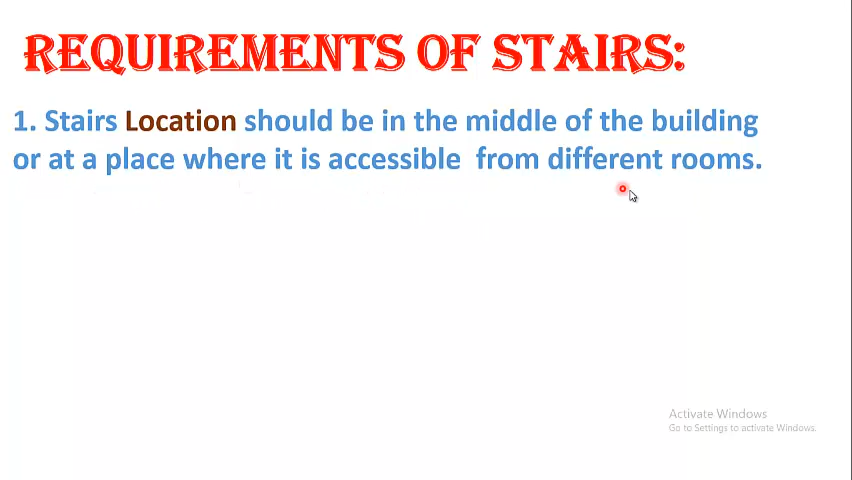 REQUIREMENTS OF STAIRS:
1. Stairs Location should be in the middle of the building
or at a place where it is accessible from different rooms.
Activate Windows
Go to Settings to activate Windows.